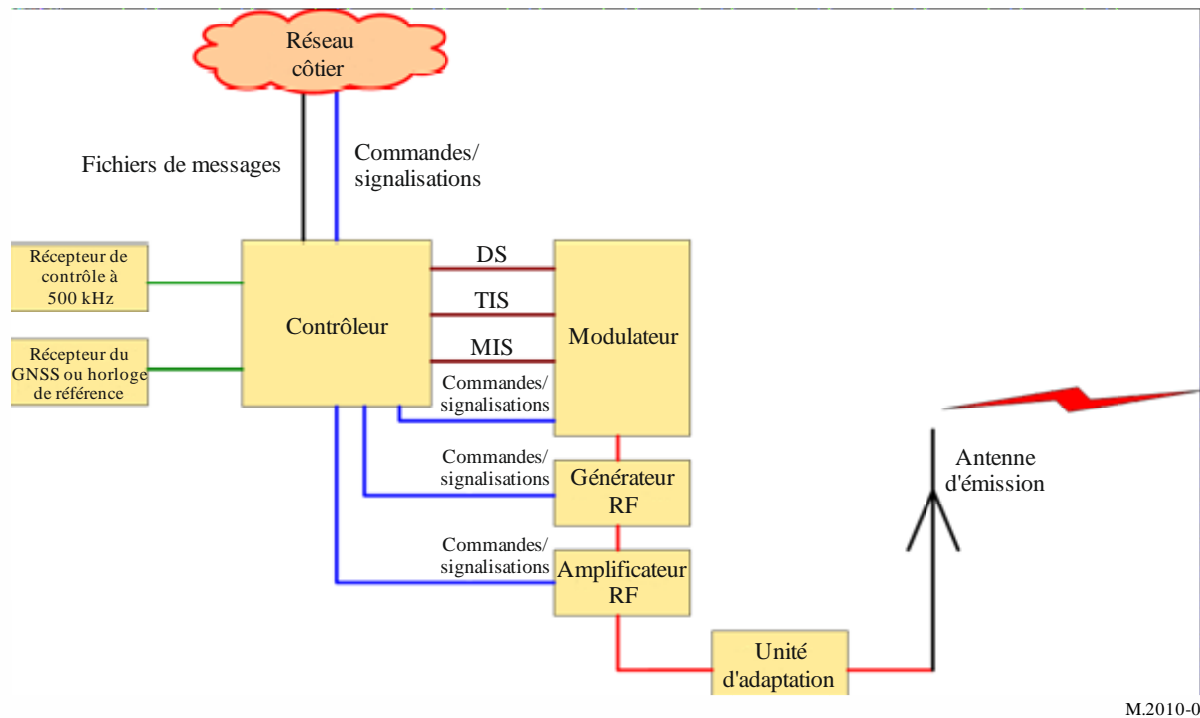 Réseau
côtier
Fichiers de messages
Commandes/
signalisations
Récepteur de
contrôle à
500 kHz
Récepteur du
GNSS ou horloge
de référence
Contrôleur
DS
TIS
MIS
Commandes/
signalisations
Modulateur
Commandes/
signalisations
Générateur
RF
Commandes/
signalisations
Amplificateur
RF
Unité
d'adaptation
Antenne
d'émission
M.2010-0